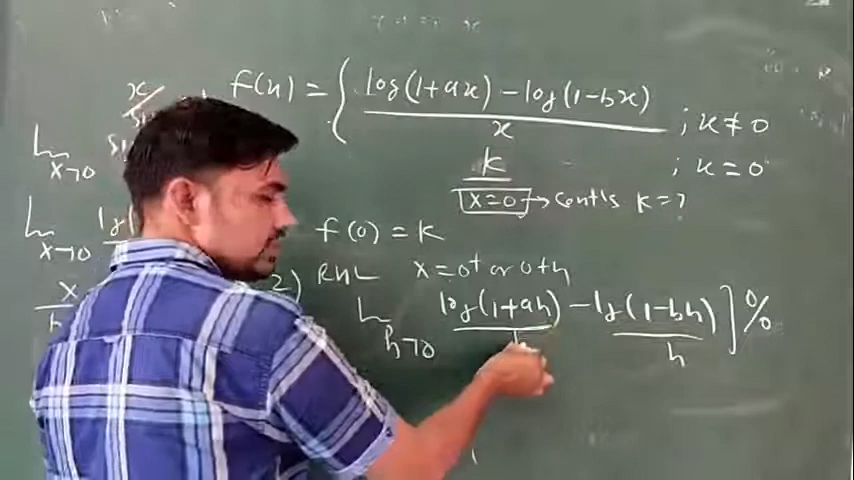 f(x) = { log(1+ax) - log(1-bx) / x ; x ≠ 0
k ; x = 0
x=0 → cont's k = ?
f(0) = k
2) RHL x = 0⁺ or 0+h
Lim h→0 log(1+ah) / h - log(1-bh) / h ] 0/0
x
Lim x→0
Lim x→0 lg
x